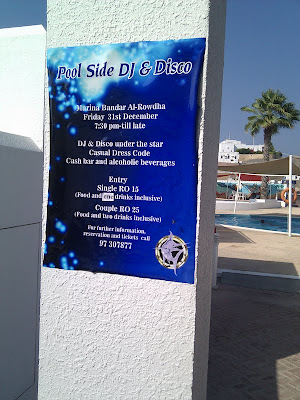 Pool Side DJ & Disco
Marina Bandar Al-Rowdha
Friday 31st December
7:30 pm-till late
DJ & Disco under the star
Casual Dress Code
Cash bar and alcoholic beverages
Entry
Single RO 15
(Food and one drinks inclusive)
Couple RO 25
(Food and two drinks inclusive)
For further information,
reservation and tickets call
97 307877